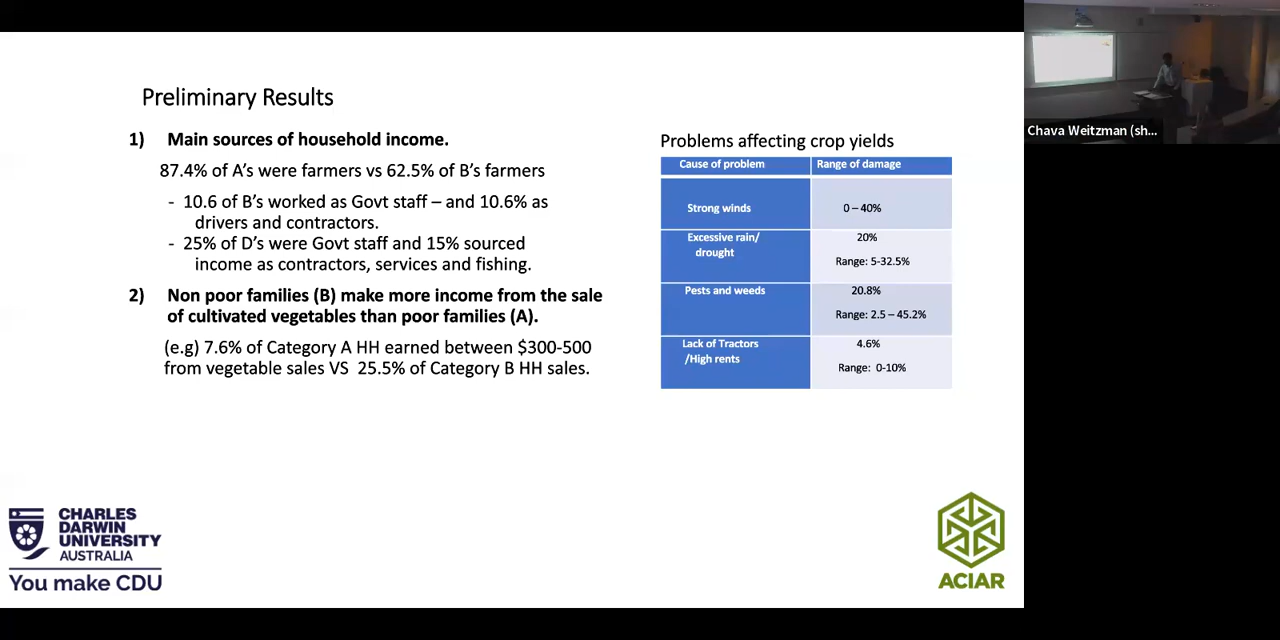 Preliminary Results
1) Main sources of household income.
87.4% of A's were farmers vs 62.5% of B's farmers
- 10.6 of B's worked as Govt staff – and 10.6% as
drivers and contractors.
- 25% of D's were Govt staff and 15% sourced
income as contractors, services and fishing.
2) Non poor families (B) make more income from the sale
of cultivated vegetables than poor families (A).
(e.g) 7.6% of Category A HH earned between $300-500
from vegetable sales VS 25.5% of Category B HH sales.
Problems affecting crop yields
Cause of problem Range of damage
Strong winds 0 – 40%
Excessive rain/ 20%
drought
Range: 5-32.5%
Pests and weeds 20.8%
Range: 2.5 – 45.2%
Lack of Tractors 4.6%
/High rents
Range: 0-10%
CHARLES
DARWIN
UNIVERSITY
AUSTRALIA
You make CDU
ACIAR
Chava Weitzman (sh...